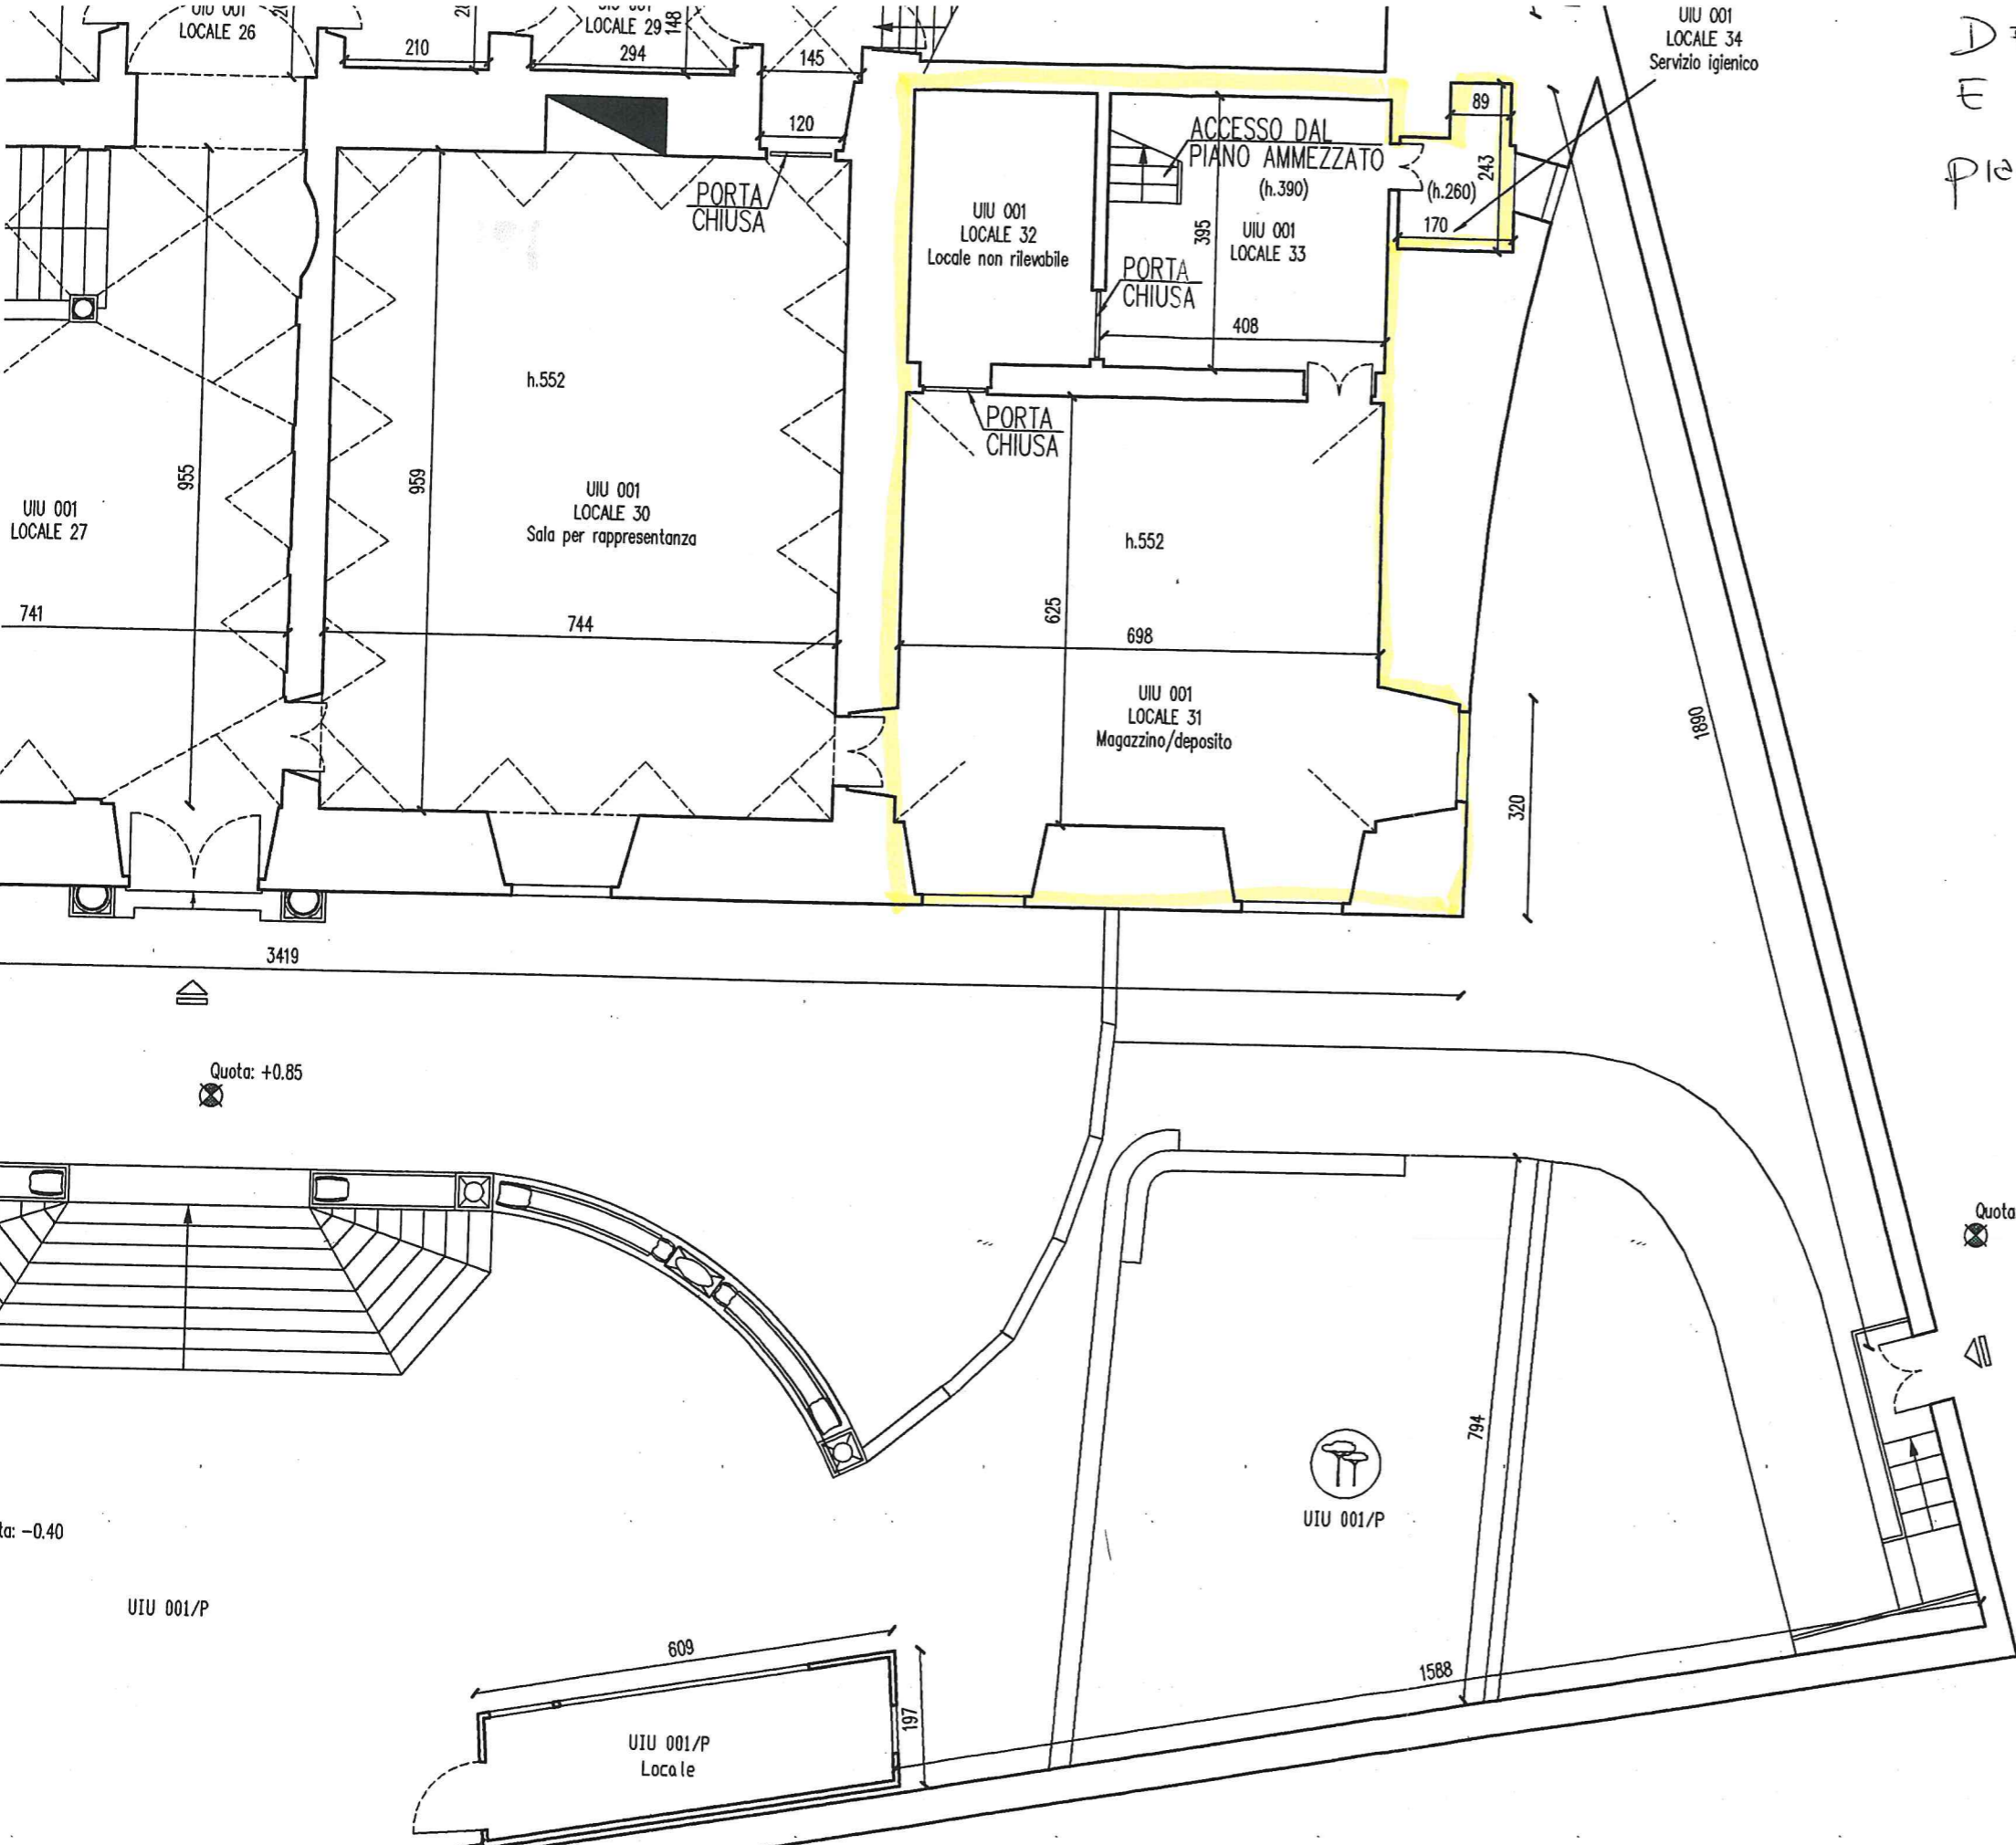 LOCALE 26
LOCALE 29
148
210
294
145
120
UIU 001
LOCALE 34
Servizio igienico
89
243
(h.260)
170
ACCESSO DAL
PIANO AMMEZZATO
(h.390)
395
UIU 001
LOCALE 33
408
UIU 001
LOCALE 32
Locale non rilevabile
PORTA
CHIUSA
PORTA
CHIUSA
PORTA
CHIUSA
h.552
955
959
UIU 001
LOCALE 27
UIU 001
LOCALE 30
Sala per rappresentanza
741
744
h.552
625
698
UIU 001
LOCALE 31
Magazzino/deposito
320
1890
3419
Quota: +0.85
Quota
794
UIU 001/P
ta: -0.40
UIU 001/P
609
197
1588
UIU 001/P
Locale